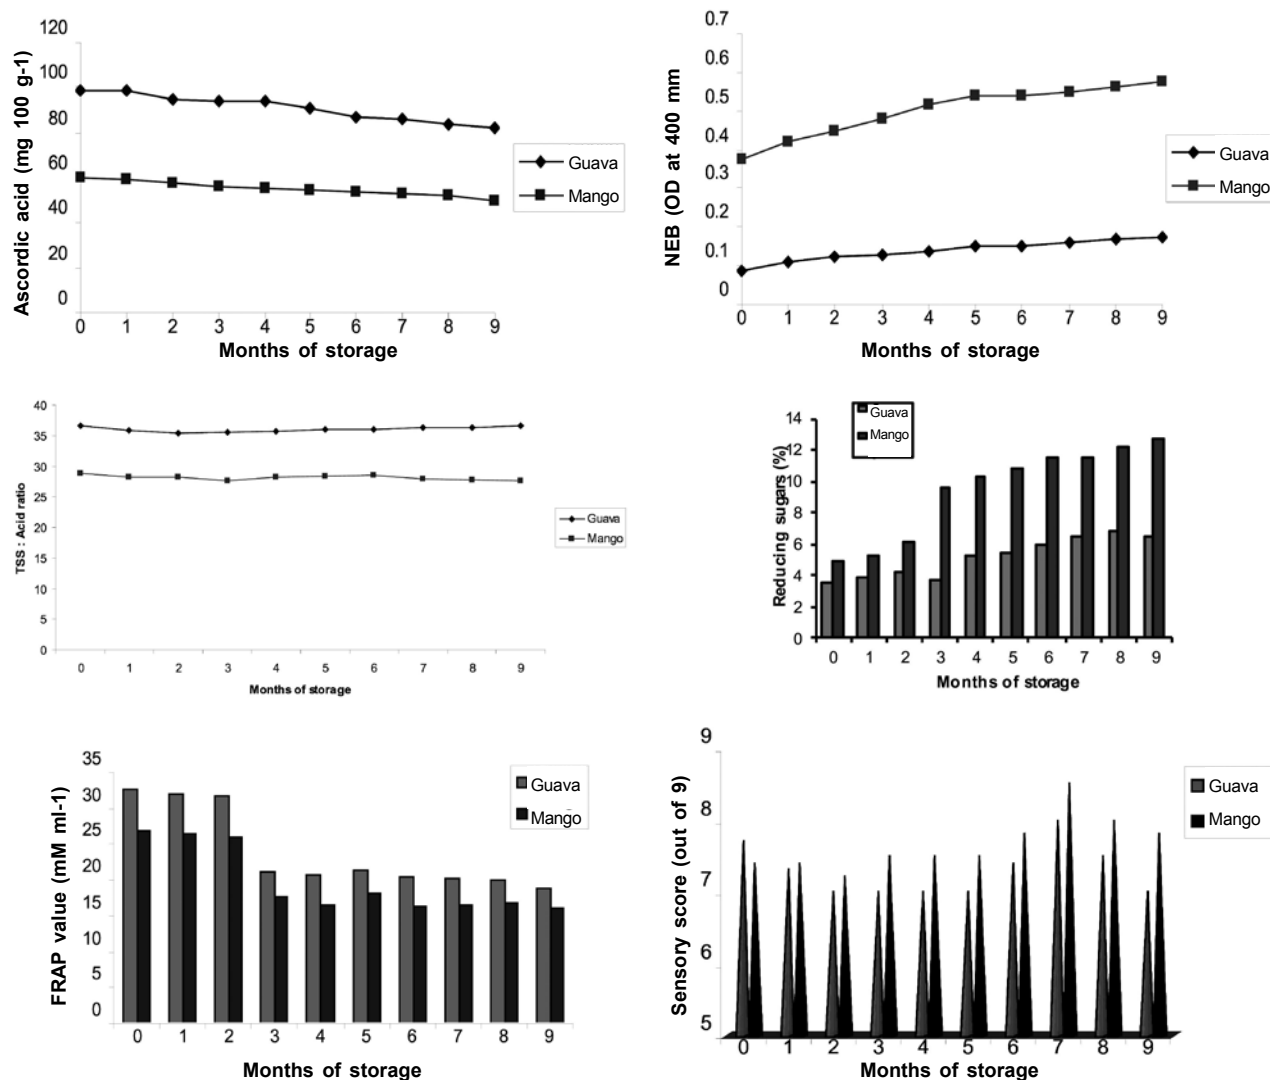 120
100
80
60
40
20
0
Ascordic acid (mg 100 g-1)
0 1 2 3 4 5 6 7 8 9
Months of storage
Guava
Mango
0.7
0.6
0.5
0.4
0.3
0.2
0.1
0
NEB (OD at 400 mm
0 1 2 3 4 5 6 7 8 9
Months of storage
Guava
Mango
40
35
30
25
20
15
10
5
0
TSS : Acid ratio
0 1 2 3 4 5 6 7 8 9
Months of storage
Guava
Mango
14
12
10
8
6
4
2
0
Reducing sugars (%)
0 1 2 3 4 5 6 7 8 9
Months of storage
Guava
Mango
35
30
25
20
15
10
5
0
FRAP value (mM ml-1)
0 1 2 3 4 5 6 7 8 9
Months of storage
Guava
Mango
9
8
7
6
5
Sensory score (out of 9)
0 1 2 3 4 5 6 7 8 9
Months of storage
Guava
Mango